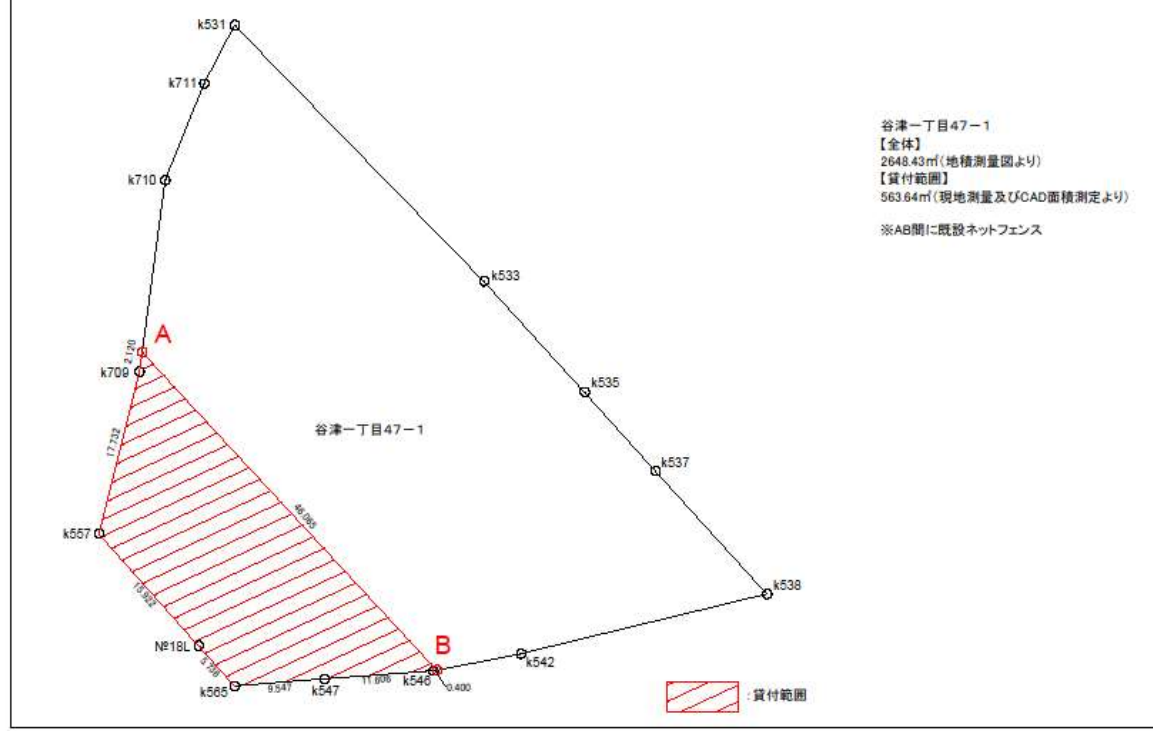 k531
k711
k710
谷津一丁目47－1
【全体】
2648.43㎡(地積測量図より)
【貸付範囲】
563.64㎡(現地測量及びCAD面積測定より)
※AB間に既設ネットフェンス
k533
A
2.120
k709
k535
谷津一丁目47－1
17.732
k537
46.065
k557
15.922
k538
№18L
B
k542
5.756
k565
9.547
k547
11.606
k546
0.400
:貸付範囲